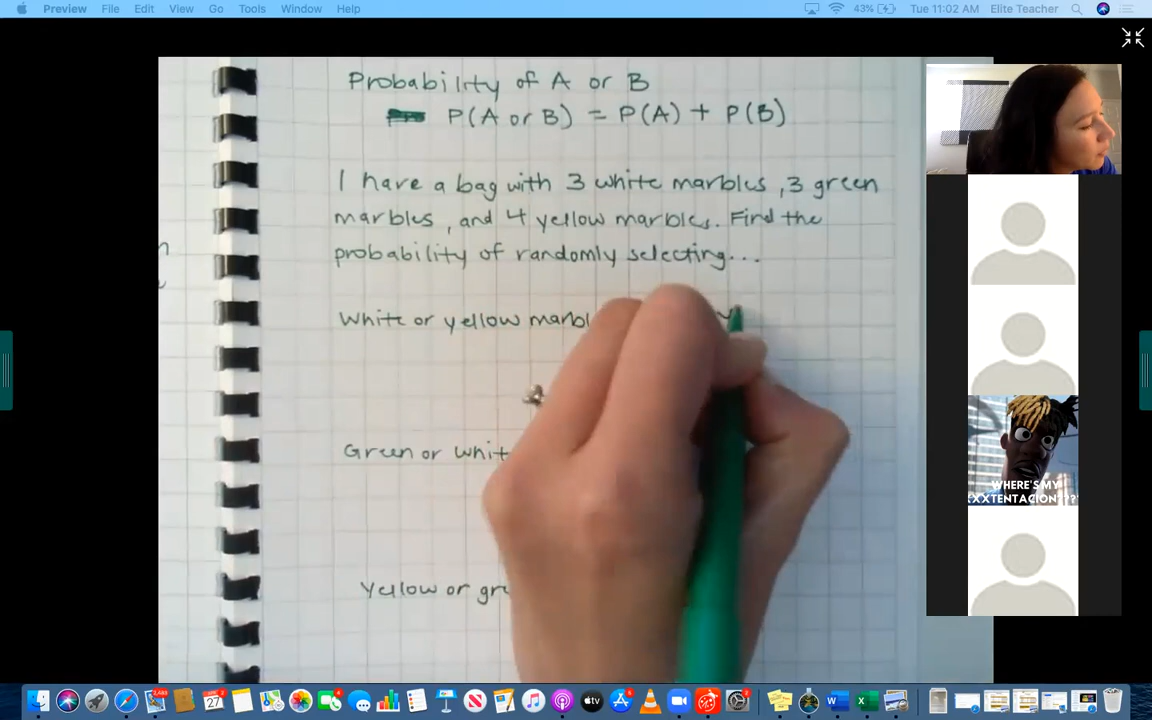 Preview File Edit View Go Tools Window Help 43% Tue 11:02 AM Elite Teacher
Probability of A or B
P(A or B) = P(A) + P(B)
I have a bag with 3 white marbles, 3 green
marbles, and 4 yellow marbles. Find the
probability of randomly selecting...
White or yellow marbl
Green or whit
Yellow or gre
WHERE'S MY
XXXTENTACION???